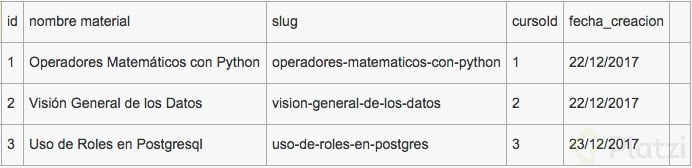 id nombre material slug cursoId fecha_creacion
1 Operadores Matemáticos con Python operadores-matematicos-con-python 1 22/12/2017
2 Visión General de los Datos vision-general-de-los-datos 2 22/12/2017
3 Uso de Roles en Postgresql uso-de-roles-en-postgres 3 23/12/2017
Platzi